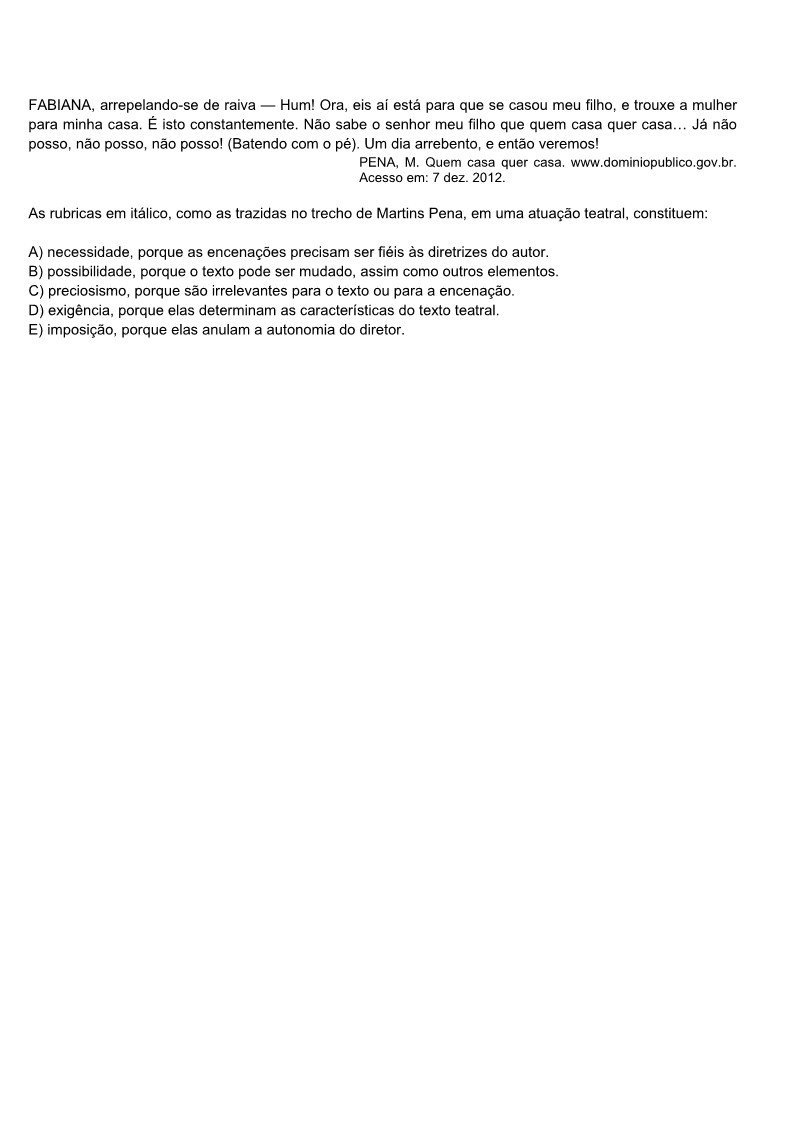 FABIANA, arrepelando-se de raiva — Hum! Ora, eis aí está para que se casou meu filho, e trouxe a mulher
para minha casa. É isto constantemente. Não sabe o senhor meu filho que quem casa quer casa… Já não
posso, não posso, não posso! (Batendo com o pé). Um dia arrebento, e então veremos!
PENA, M. Quem casa quer casa. www.dominiopublico.gov.br.
Acesso em: 7 dez. 2012.
As rubricas em itálico, como as trazidas no trecho de Martins Pena, em uma atuação teatral, constituem:
A) necessidade, porque as encenações precisam ser fiéis às diretrizes do autor.
B) possibilidade, porque o texto pode ser mudado, assim como outros elementos.
C) preciosismo, porque são irrelevantes para o texto ou para a encenação.
D) exigência, porque elas determinam as características do texto teatral.
E) imposição, porque elas anulam a autonomia do diretor.